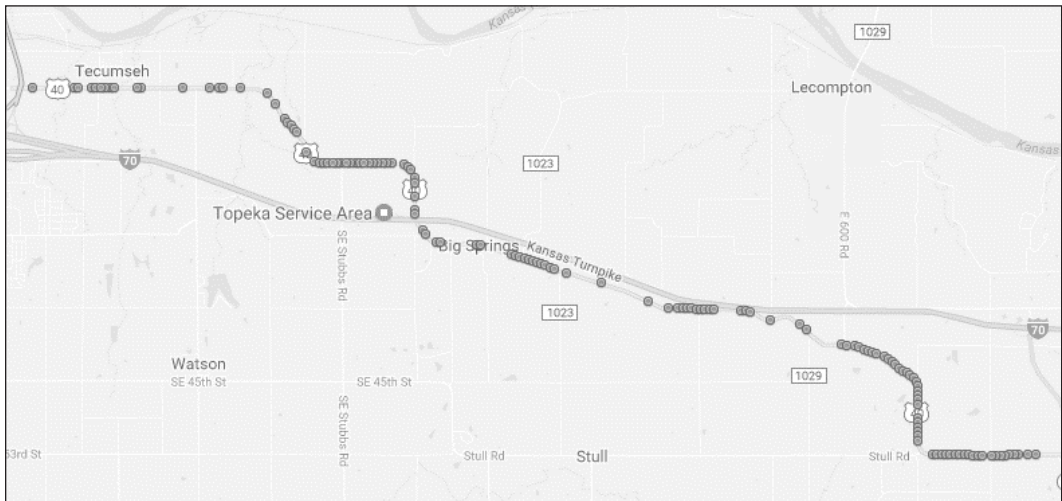 Kansas
1029
Tecumseh
40
Lecompton
Kansas
70
1023
Topeka Service Area
Big Springs
Kansas Turnpike
SE Stubbs Rd
E 600 Rd
1023
70
Watson
SE 45th St
SE 45th St
1029
SE Stubbs Rd
53rd St
Stull Rd
Stull
Stull Rd